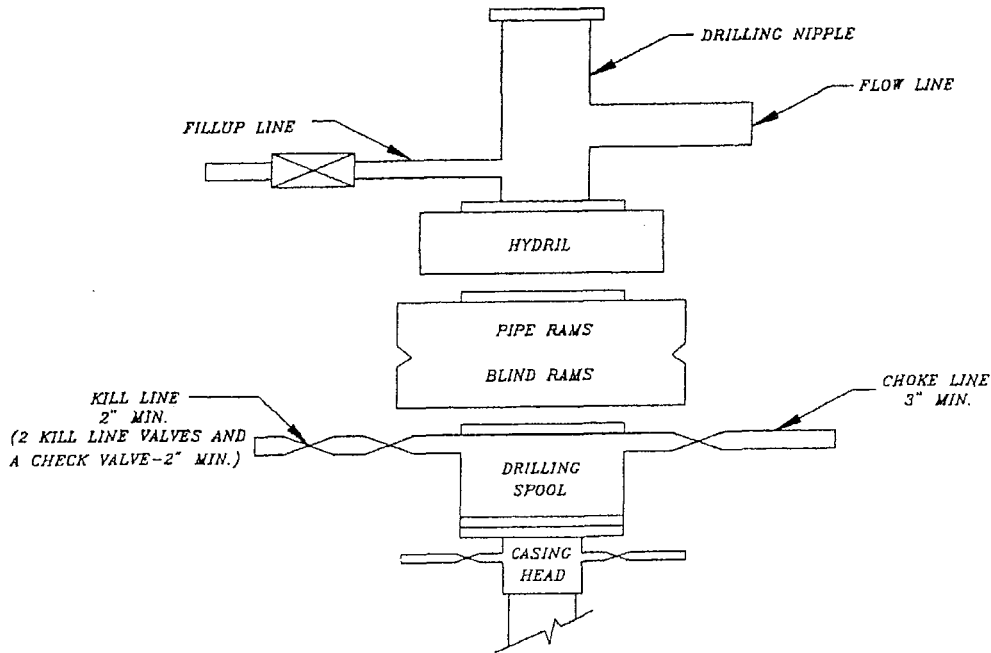 DRILLING NIPPLE
FLOW LINE
FILLUP LINE
HYDRIL
PIPE RAMS
BLIND RAMS
KILL LINE
2" MIN.
(2 KILL LINE VALVES AND
A CHECK VALVE-2" MIN.)
CHOKE LINE
3" MIN.
DRILLING
SPOOL
CASING
HEAD